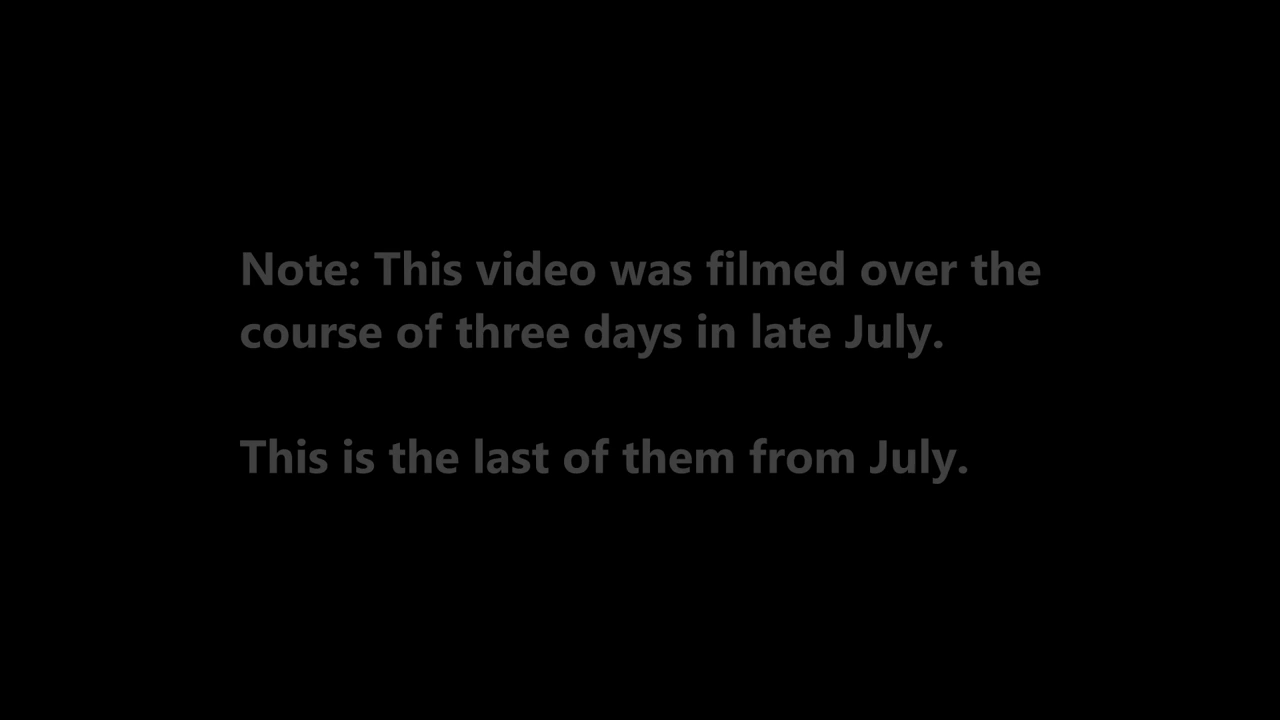 Note: This video was filmed over the
course of three days in late July.
This is the last of them from July.